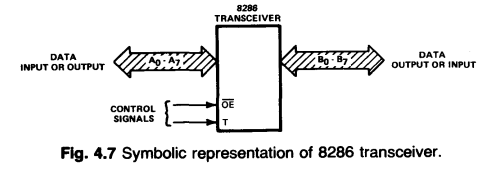 8286
TRANSCEIVER
DATA
INPUT OR OUTPUT
A0 - A7
B0 - B7
DATA
OUTPUT OR INPUT
CONTROL
SIGNALS
O̅E̅
T
Fig. 4.7 Symbolic representation of 8286 transceiver.